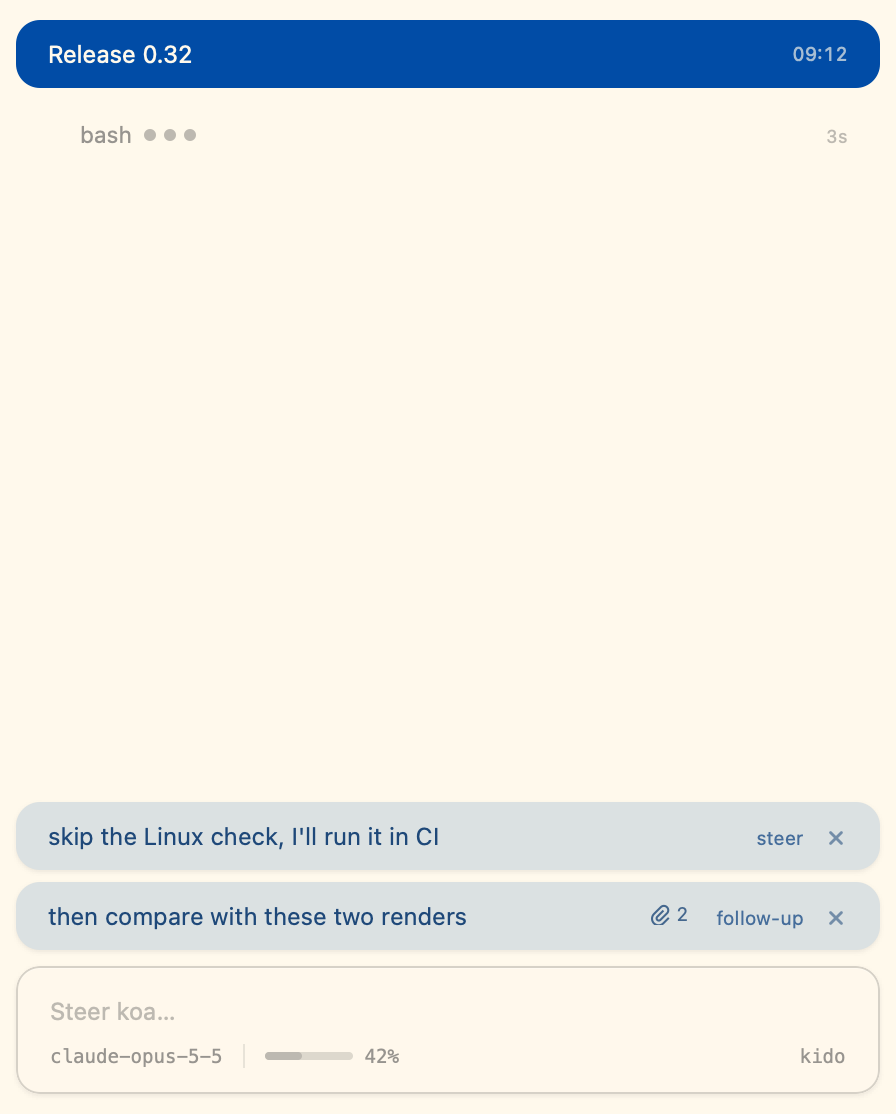 Release 0.32 09:12
bash 3s
skip the Linux check, I'll run it in CI steer ×
then compare with these two renders 2 follow-up ×
Steer koa...
claude-opus-5-5 42% kido